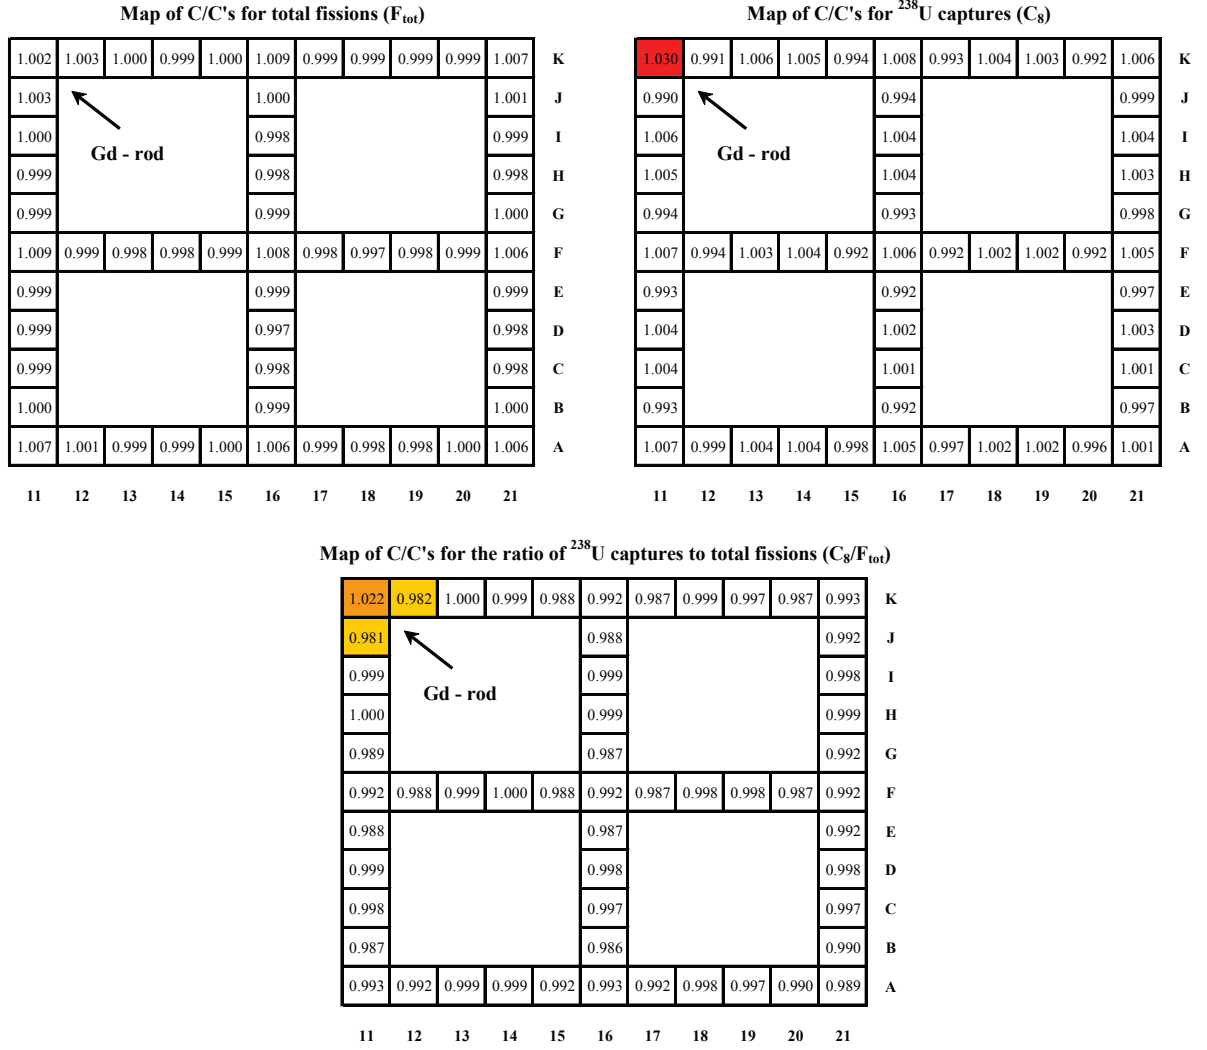 Map of C/C's for total fissions (Ftot)
1.002 1.003 1.000 0.999 1.000 1.009 0.999 0.999 0.999 0.999 1.007 K
1.003 1.000 1.001 J
1.000 0.998 0.999 I
0.999 0.998 0.998 H
0.999 0.999 1.000 G
1.009 0.999 0.998 0.998 0.999 1.008 0.998 0.997 0.998 0.999 1.006 F
0.999 0.999 0.999 E
0.999 0.997 0.998 D
0.999 0.998 0.998 C
1.000 0.999 1.000 B
1.007 1.001 0.999 0.999 1.000 1.006 0.999 0.998 0.998 1.000 1.006 A
11 12 13 14 15 16 17 18 19 20 21
Gd - rod
Map of C/C's for 238U captures (C8)
1.030 0.991 1.006 1.005 0.994 1.008 0.993 1.004 1.003 0.992 1.006 K
0.990 0.994 0.999 J
1.006 1.004 1.004 I
1.005 1.004 1.003 H
0.994 0.993 0.998 G
1.007 0.994 1.003 1.004 0.992 1.006 0.992 1.002 1.002 0.992 1.005 F
0.993 0.992 0.997 E
1.004 1.002 1.003 D
1.004 1.001 1.001 C
0.993 0.992 0.997 B
1.007 0.999 1.004 1.004 0.998 1.005 0.997 1.002 1.002 0.996 1.001 A
11 12 13 14 15 16 17 18 19 20 21
Gd - rod
Map of C/C's for the ratio of 238U captures to total fissions (C8/Ftot)
1.022 0.982 1.000 0.999 0.988 0.992 0.987 0.999 0.997 0.987 0.993 K
0.981 0.988 0.992 J
0.999 0.999 0.998 I
1.000 0.999 0.999 H
0.989 0.987 0.992 G
0.992 0.988 0.999 1.000 0.988 0.992 0.987 0.998 0.998 0.987 0.992 F
0.988 0.987 0.992 E
0.999 0.998 0.998 D
0.998 0.997 0.997 C
0.987 0.986 0.990 B
0.993 0.992 0.999 0.999 0.992 0.993 0.992 0.998 0.997 0.990 0.989 A
11 12 13 14 15 16 17 18 19 20 21
Gd - rod